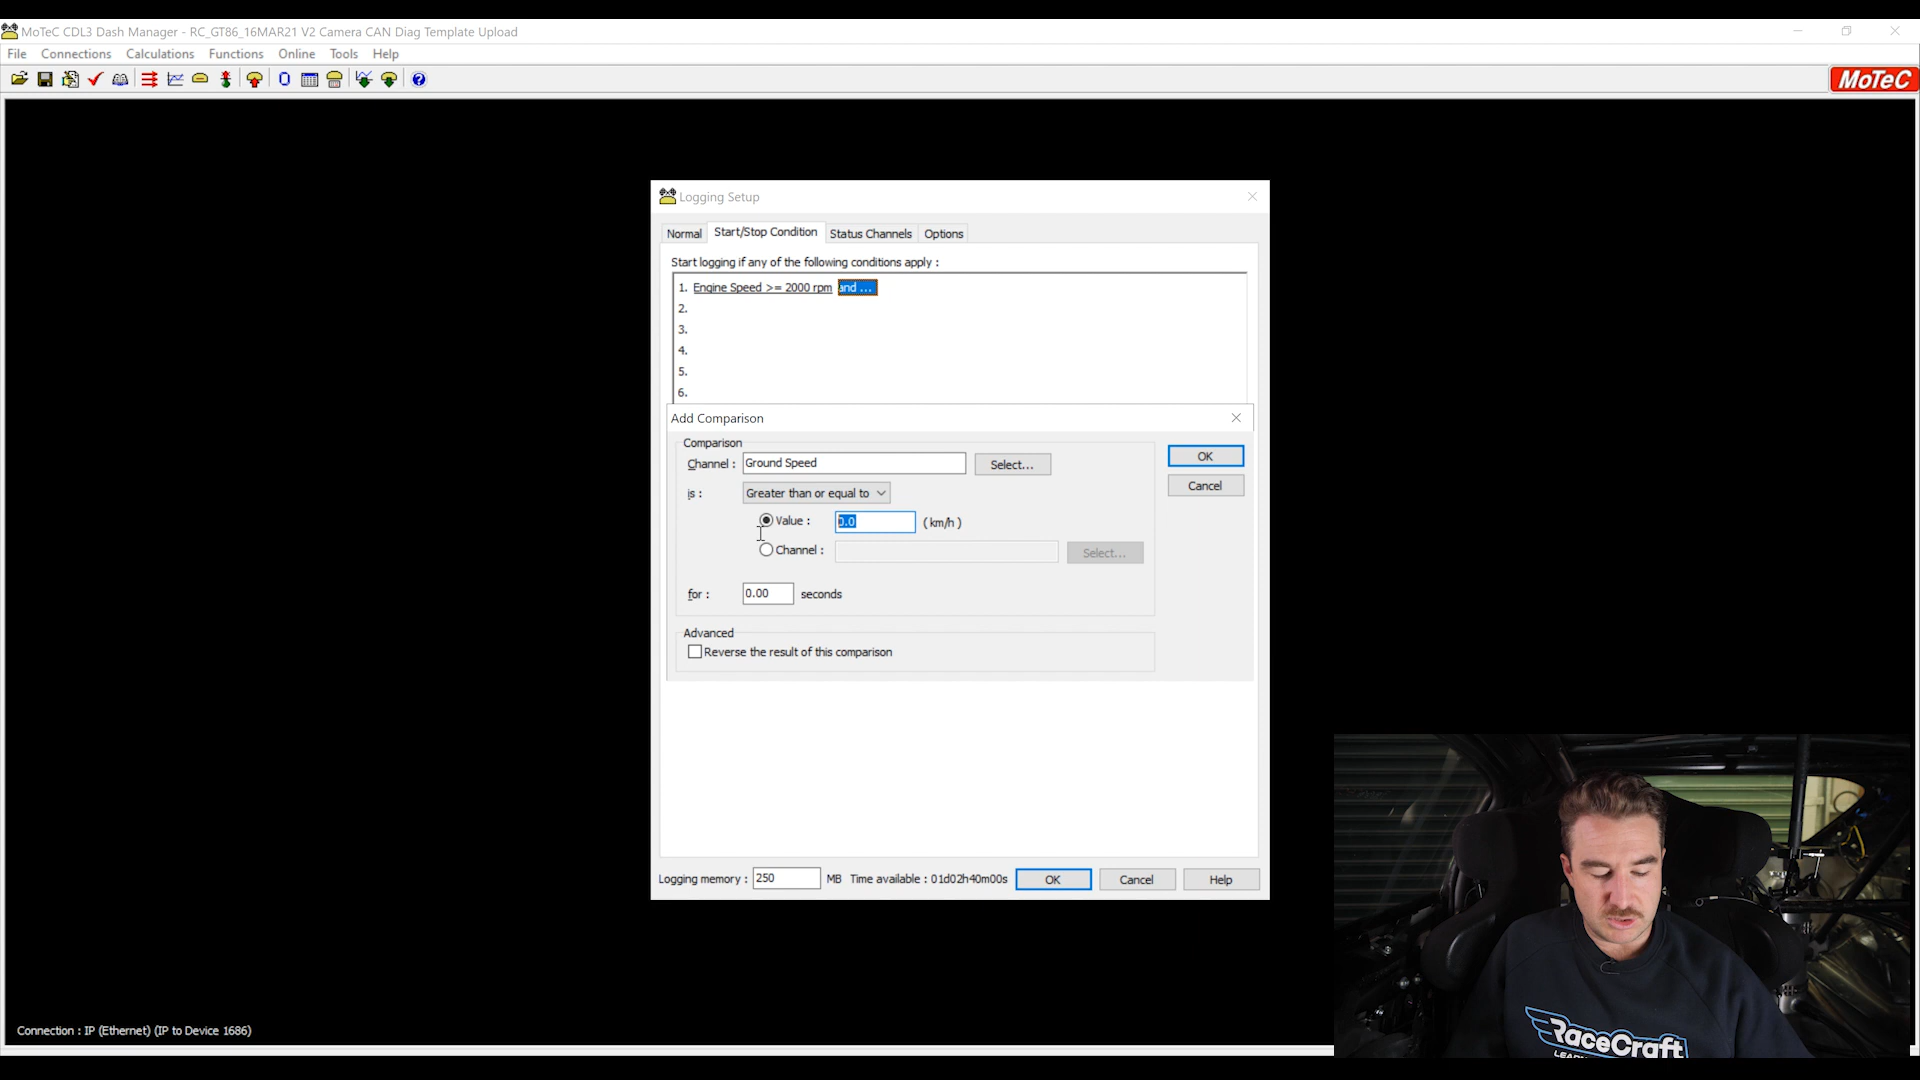 MoTeC CDL3 Dash Manager - RC_GT86_16MAR21 V2 Camera CAN Diag Template Upload
File Connections Calculations Functions Online Tools Help
MoTeC
Logging Setup
Normal Start/Stop Condition Status Channels Options
Start logging if any of the following conditions apply :
1. Engine Speed >= 2000 rpm and ...
2.
3.
4.
5.
6.
Add Comparison
Comparison
Channel : Ground Speed Select... OK
is : Greater than or equal to Cancel
Value : 0.0 (km/h)
Channel : Select...
for : 0.00 seconds
Advanced
Reverse the result of this comparison
Logging memory : 250 MB Time available : 01d02h40m00s OK Cancel Help
Connection : IP (Ethernet) (IP to Device 1686)
RaceCraft